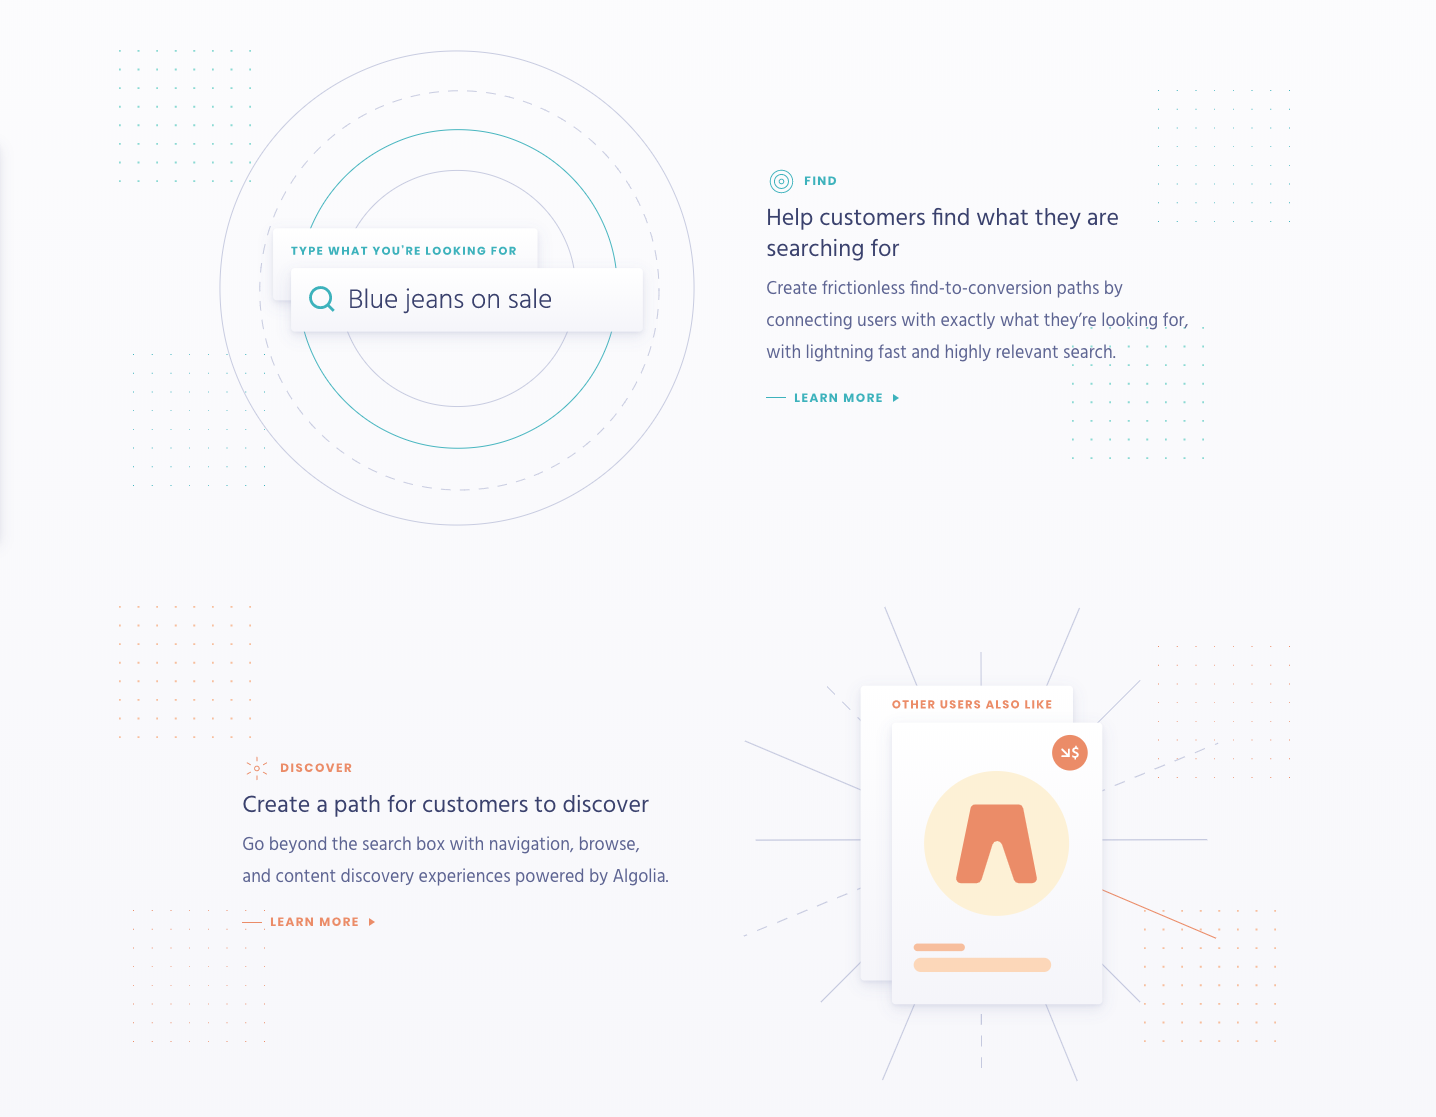 TYPE WHAT YOU'RE LOOKING FOR
Blue jeans on sale
FIND
Help customers find what they are
searching for
Create frictionless find-to-conversion paths by
connecting users with exactly what they’re looking for,
with lightning fast and highly relevant search.
LEARN MORE
DISCOVER
Create a path for customers to discover
Go beyond the search box with navigation, browse,
and content discovery experiences powered by Algolia.
LEARN MORE
OTHER USERS ALSO LIKE
$